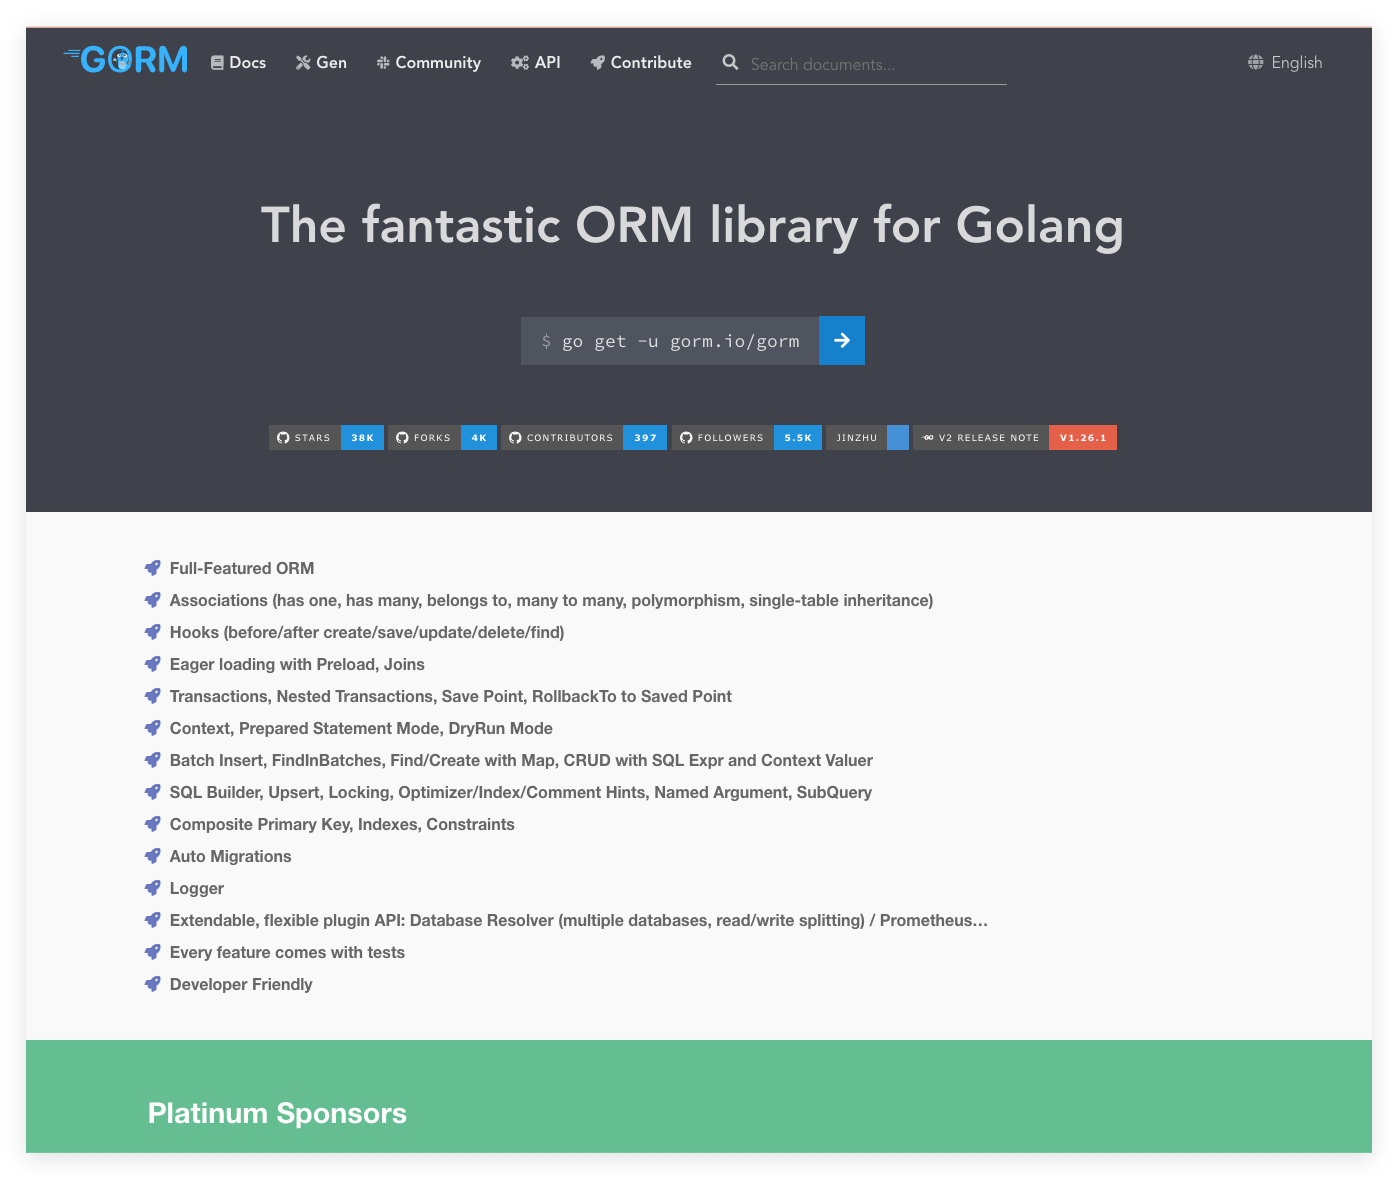 GORM Docs Gen Community API Contribute Search documents... English
The fantastic ORM library for Golang
$ go get -u gorm.io/gorm
STARS 38K FORKS 4K CONTRIBUTORS 397 FOLLOWERS 5.5K JINZHU V2 RELEASE NOTE V1.26.1
Full-Featured ORM
Associations (has one, has many, belongs to, many to many, polymorphism, single-table inheritance)
Hooks (before/after create/save/update/delete/find)
Eager loading with Preload, Joins
Transactions, Nested Transactions, Save Point, RollbackTo to Saved Point
Context, Prepared Statement Mode, DryRun Mode
Batch Insert, FindInBatches, Find/Create with Map, CRUD with SQL Expr and Context Valuer
SQL Builder, Upsert, Locking, Optimizer/Index/Comment Hints, Named Argument, SubQuery
Composite Primary Key, Indexes, Constraints
Auto Migrations
Logger
Extendable, flexible plugin API: Database Resolver (multiple databases, read/write splitting) / Prometheus…
Every feature comes with tests
Developer Friendly
Platinum Sponsors